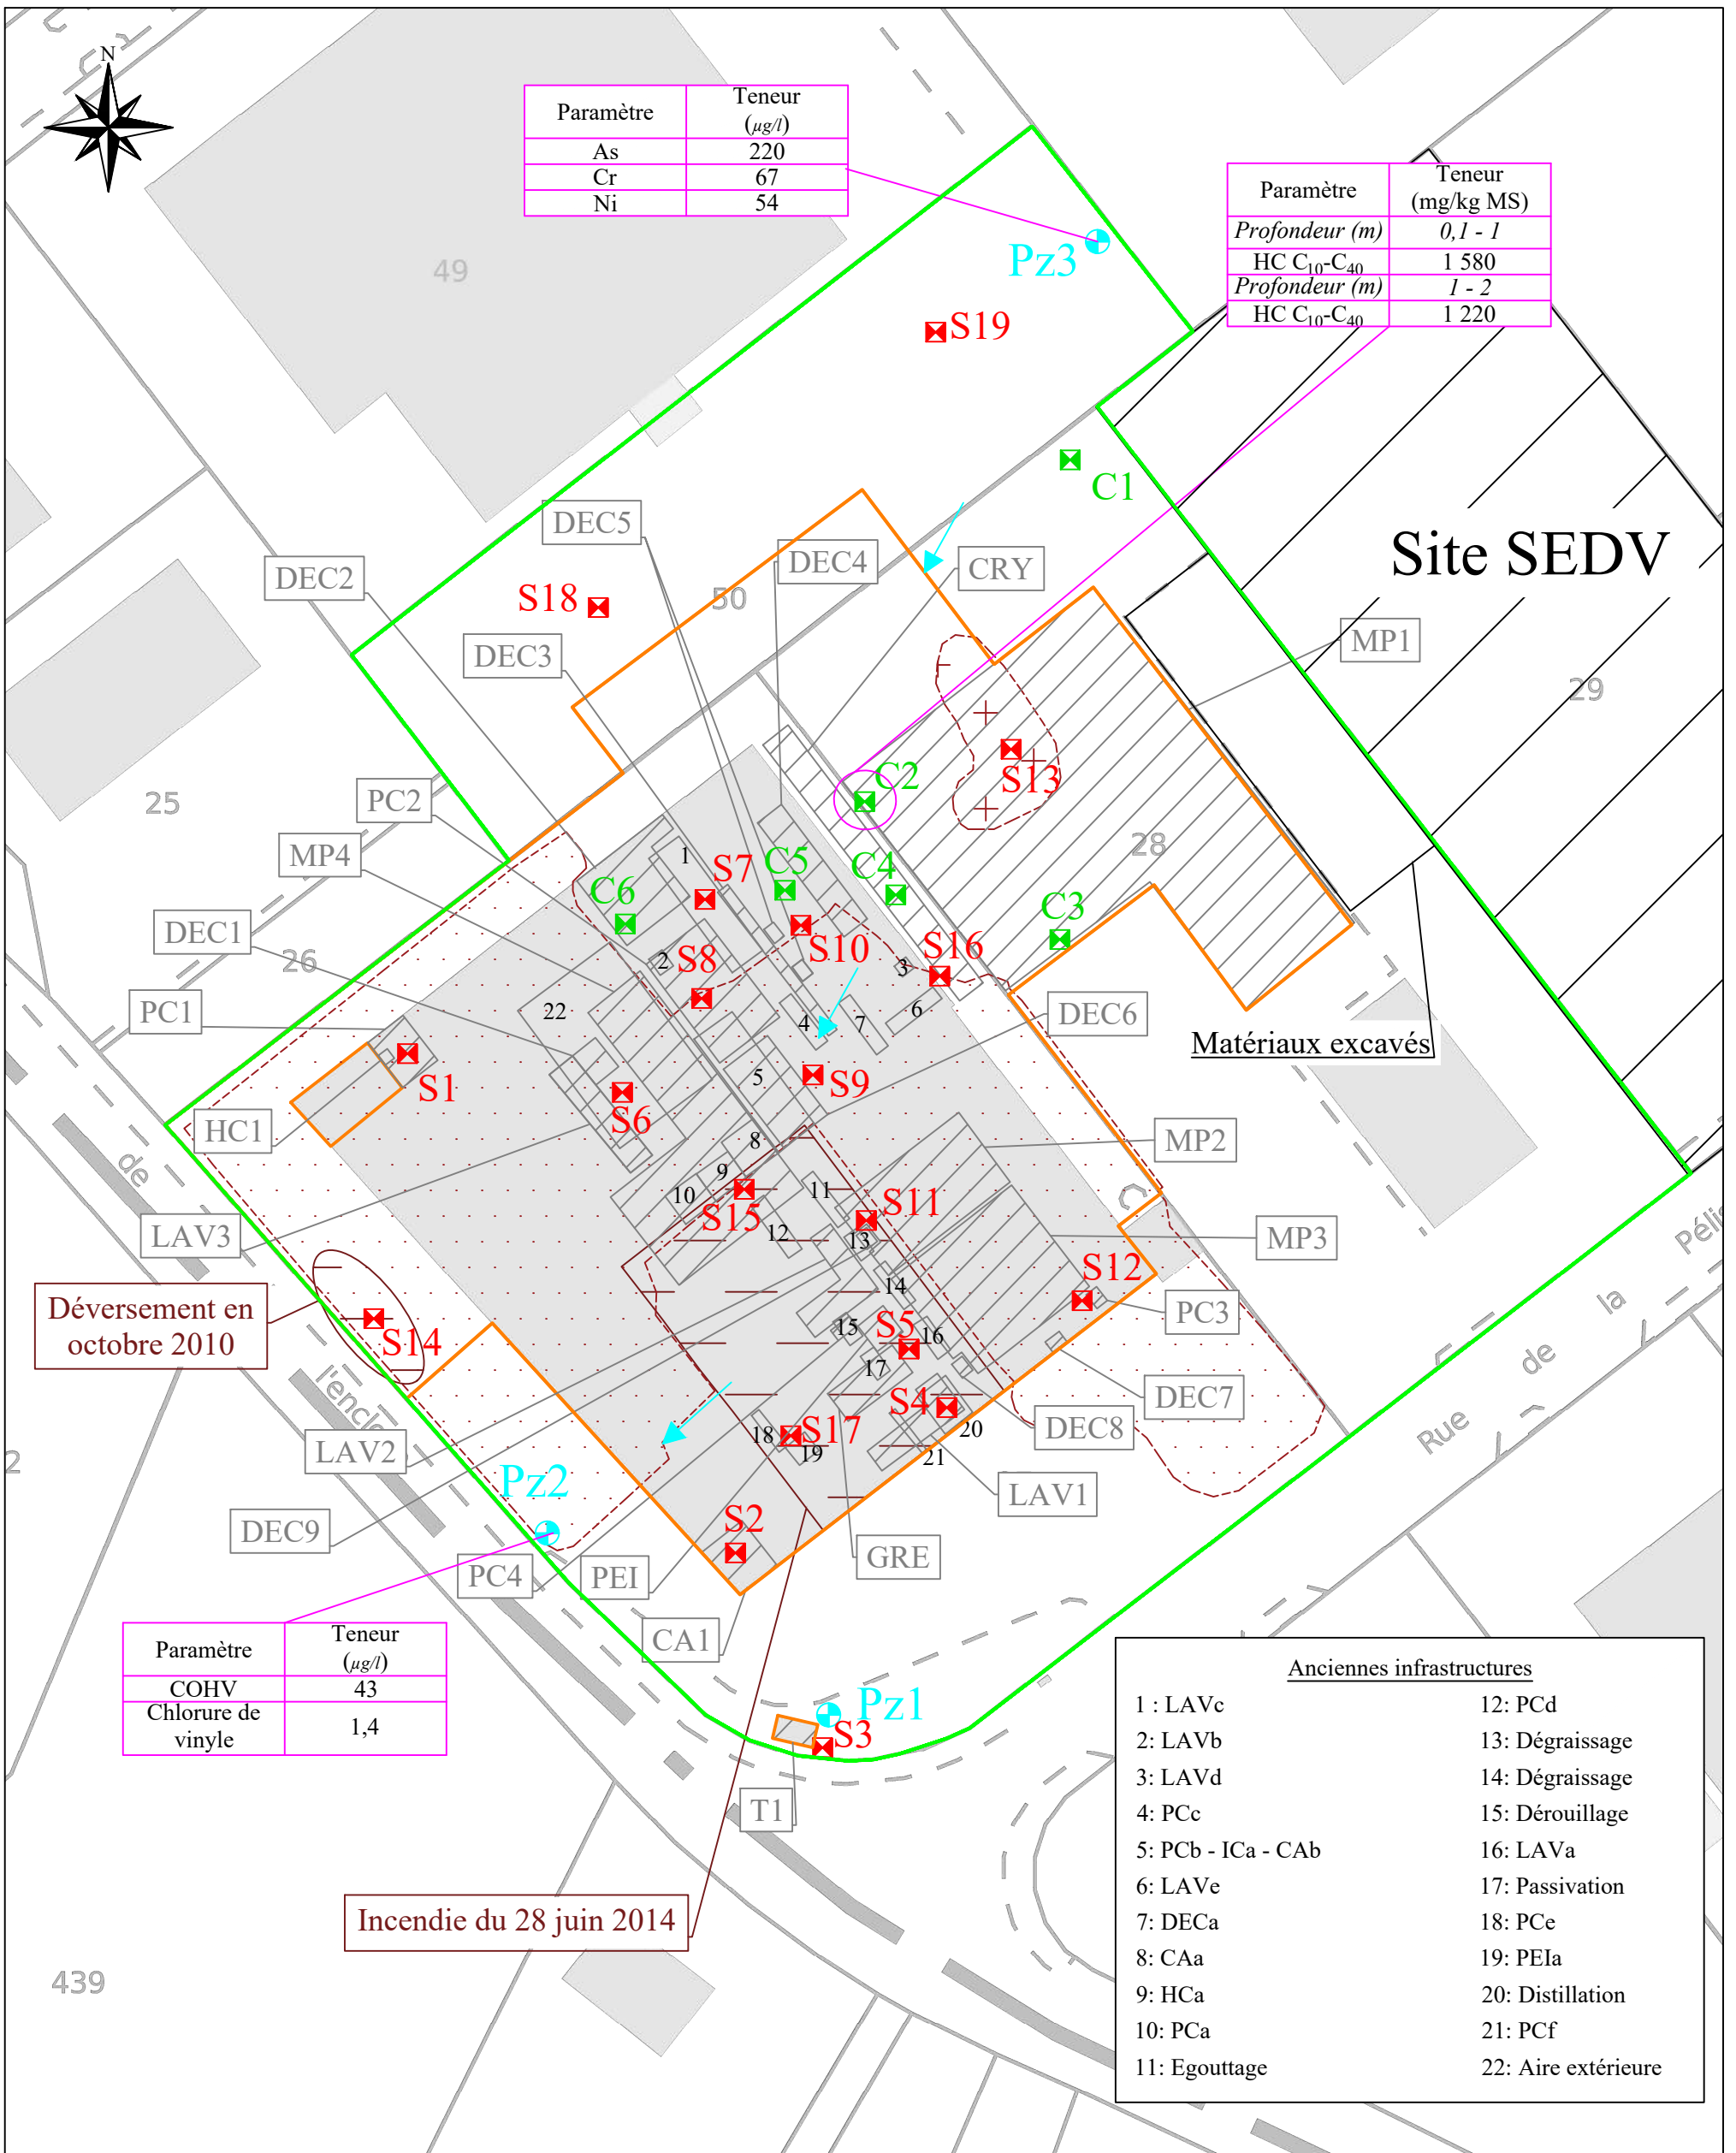 N
Paramètre Teneur (µg/l)
As 220
Cr 67
Ni 54
Paramètre Teneur (mg/kg MS)
Profondeur (m) 0,1 - 1
HC C10-C40 1 580
Profondeur (m) 1 - 2
HC C10-C40 1 220
Pz3
49
S19
C1
DEC5
Site SEDV
DEC4
CRY
DEC2
S18
50
DEC3
MP1
29
S13
C2
25
PC2
28
MP4
1
S7
C5
C4
C6
C3
DEC1
S10
26
2
S8
3
S16
PC1
22
4
7
6
DEC6
Matériaux excavés
5
S9
S1
S6
HC1
8
MP2
de
9
10
11
S15
S11
LAV3
12
13
MP3
Pélis
S12
14
Déversement en
octobre 2010
S14
PC3
la
15
S5
16
de
17
l'enclo
S4
DEC7
Rue
20
DEC8
LAV2
18
S17
19
21
2
Pz2
LAV1
DEC9
S2
GRE
PC4
PEI
CA1
Paramètre Teneur (µg/l)
COHV 43
Chlorure de vinyle 1,4
Pz1
S3
T1
Incendie du 28 juin 2014
439
Anciennes infrastructures
1 : LAVc
2: LAVb
3: LAVd
4: PCc
5: PCb - ICa - CAb
6: LAVe
7: DECa
8: CAa
9: HCa
10: PCa
11: Egouttage
12: PCd
13: Dégraissage
14: Dégraissage
15: Dérouillage
16: LAVa
17: Passivation
18: PCe
19: PEIa
20: Distillation
21: PCf
22: Aire extérieure